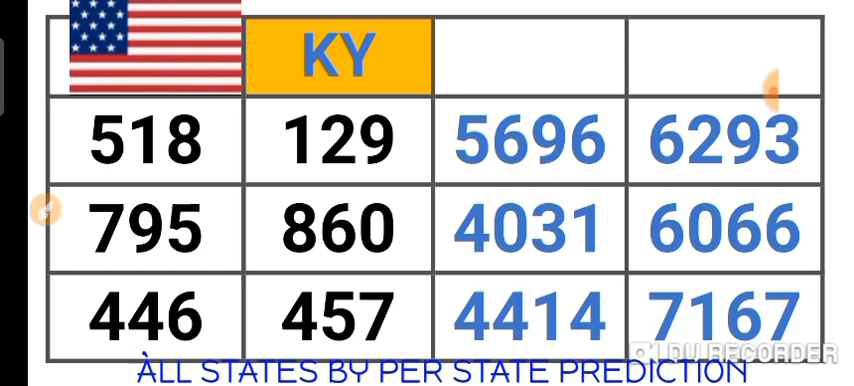 KY
518 129 5696 6293
795 860 4031 6066
446 457 4414 7167
DU RECORDER
ÀLL STATES BY PER STATE PREDICTION